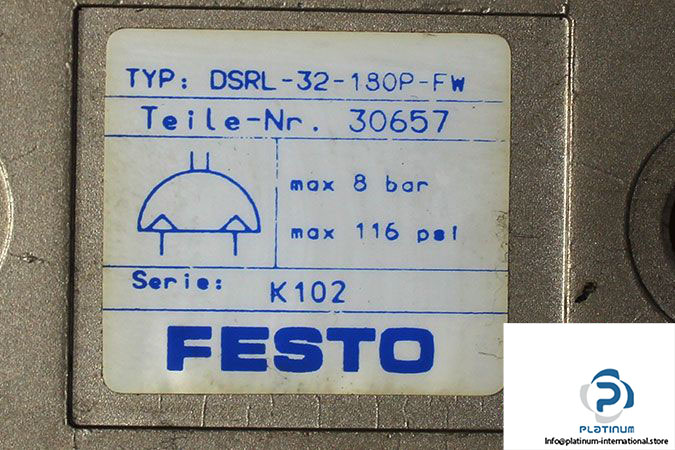 TYP: DSRL-32-180P-FW
Teile-Nr. 30657
max 8 bar
max 116 psi
Serie: K102
FESTO
PLATINUM
Info@platinum-international.store